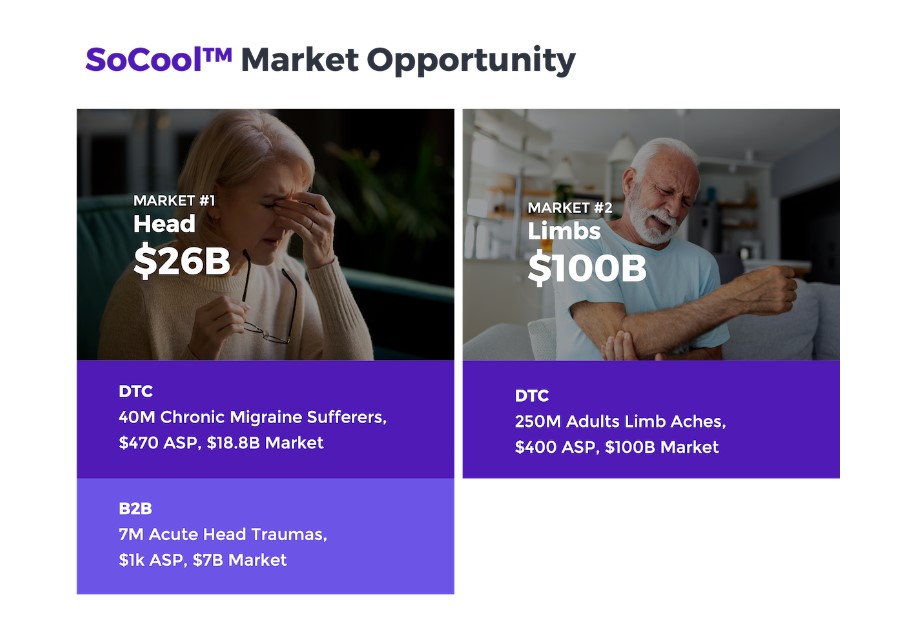 SoCool™ Market Opportunity
MARKET #1
Head
$26B
DTC
40M Chronic Migraine Sufferers,
$470 ASP, $18.8B Market
B2B
7M Acute Head Traumas,
$1k ASP, $7B Market
MARKET #2
Limbs
$100B
DTC
250M Adults Limb Aches,
$400 ASP, $100B Market